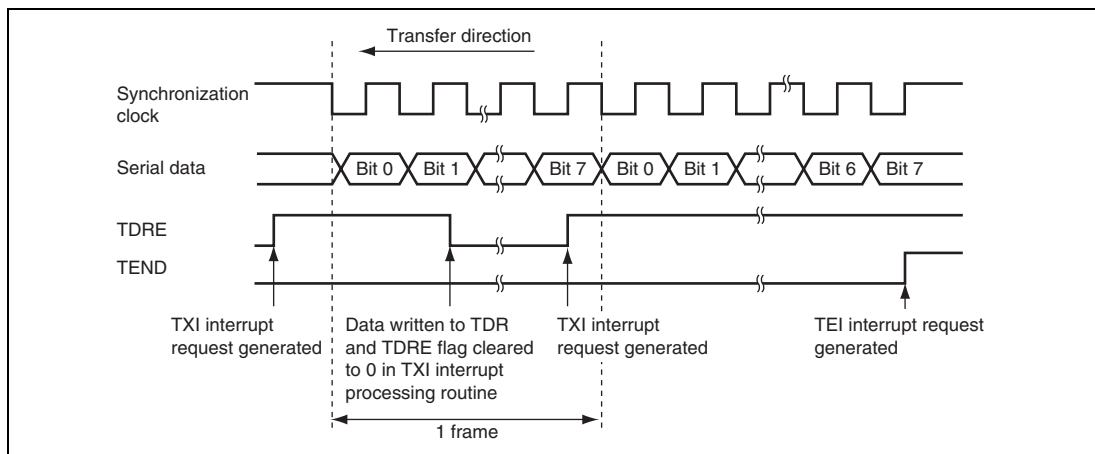 Transfer direction
Synchronization
clock
Serial data
Bit 0
Bit 1
Bit 7
Bit 0
Bit 1
Bit 6
Bit 7
TDRE
TEND
TXI interrupt
request generated
Data written to TDR
and TDRE flag cleared
to 0 in TXI interrupt
processing routine
TXI interrupt
request generated
TEI interrupt request
generated
1 frame